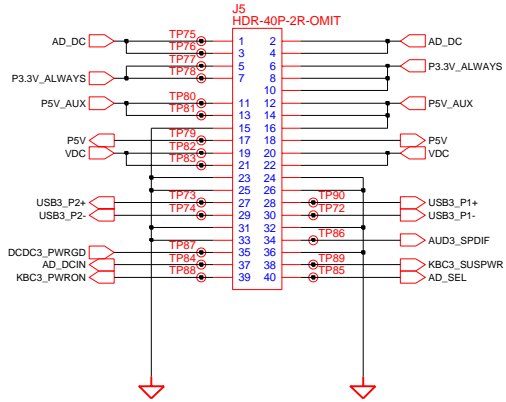 J5
HDR-40P-2R-OMIT
AD_DC TP75 1 2 AD_DC
TP76 3 4
TP77 5 6 P3.3V_ALWAYS
P3.3V_ALWAYS TP78 7 8
10
P5V_AUX TP80 11 12 P5V_AUX
TP81 13 14
15 16
P5V TP79 17 18 P5V
VDC TP82 19 20 VDC
TP83 21 22
23 24
25 26
USB3_P2+ TP73 27 28 TP90 USB3_P1+
USB3_P2- TP74 29 30 TP72 USB3_P1-
31 32
33 34 TP86 AUD3_SPDIF
DCDC3_PWRGD TP87 35 36
AD_DCIN TP84 37 38 TP89 KBC3_SUSPWR
KBC3_PWRON TP88 39 40 TP85 AD_SEL